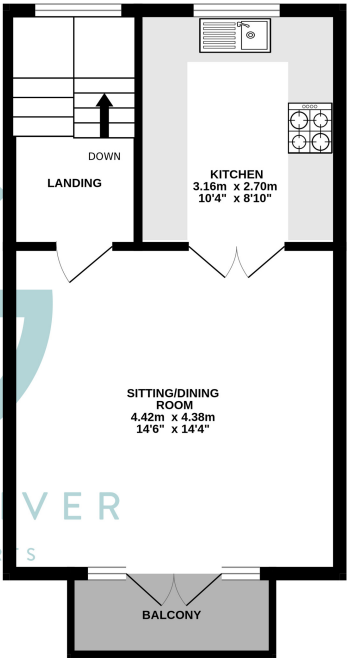 DOWN
LANDING
KITCHEN
3.16m x 2.70m
10'4" x 8'10"
SITTING/DINING
ROOM
4.42m x 4.38m
14'6" x 14'4"
VER
TS
BALCONY